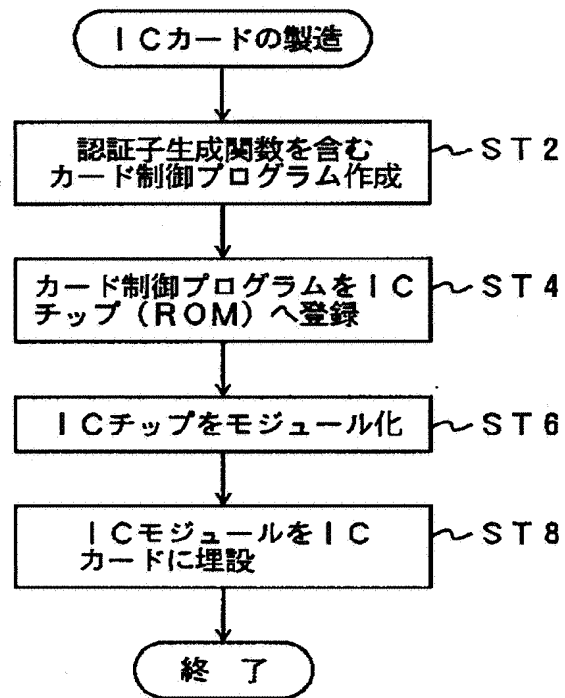 ＩＣカードの製造
認証子生成関数を含む
カード制御プログラム作成
ＳＴ２
カード制御プログラムをＩＣ
チップ（ＲＯＭ）へ登録
ＳＴ４
ＩＣチップをモジュール化
ＳＴ６
ＩＣモジュールをＩＣ
カードに埋設
ＳＴ８
終 了